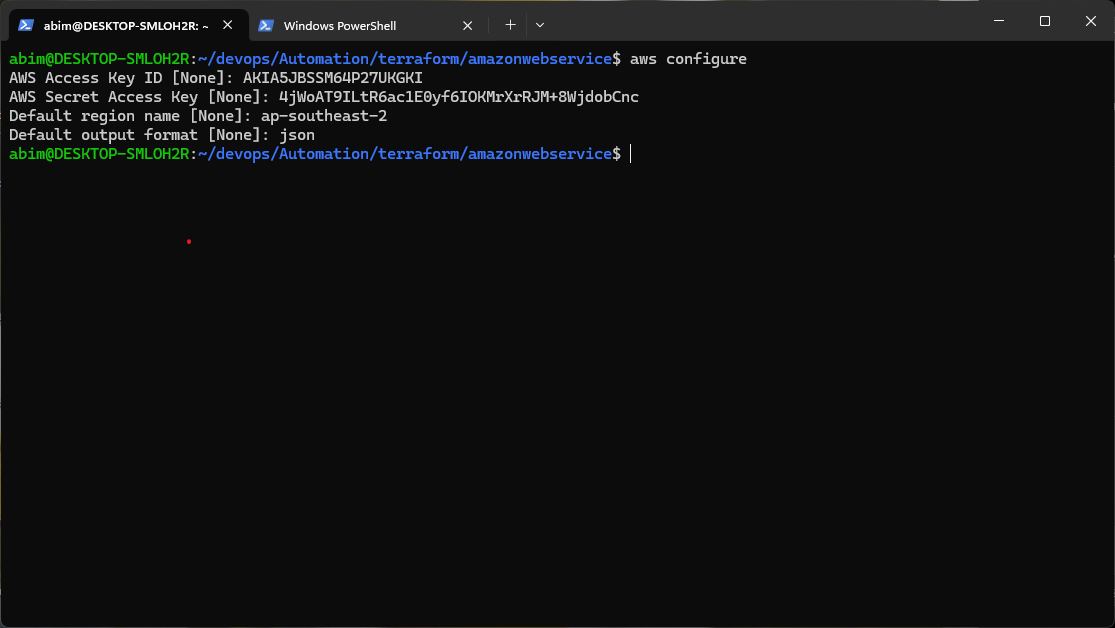 abim@DESKTOP-SMLOH2R: ~
Windows PowerShell
abim@DESKTOP-SMLOH2R:~/devops/Automation/terraform/amazonwebservice$ aws configure
AWS Access Key ID [None]: AKIA5JBSSM64P27UKGKI
AWS Secret Access Key [None]: 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
Default region name [None]: ap-southeast-2
Default output format [None]: json
abim@DESKTOP-SMLOH2R:~/devops/Automation/terraform/amazonwebservice$